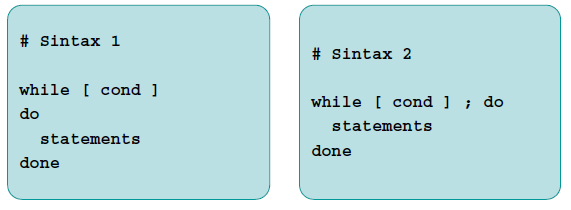 # Sintax 1
while [ cond ]
do
  statements
done
# Sintax 2
while [ cond ] ; do
  statements
done